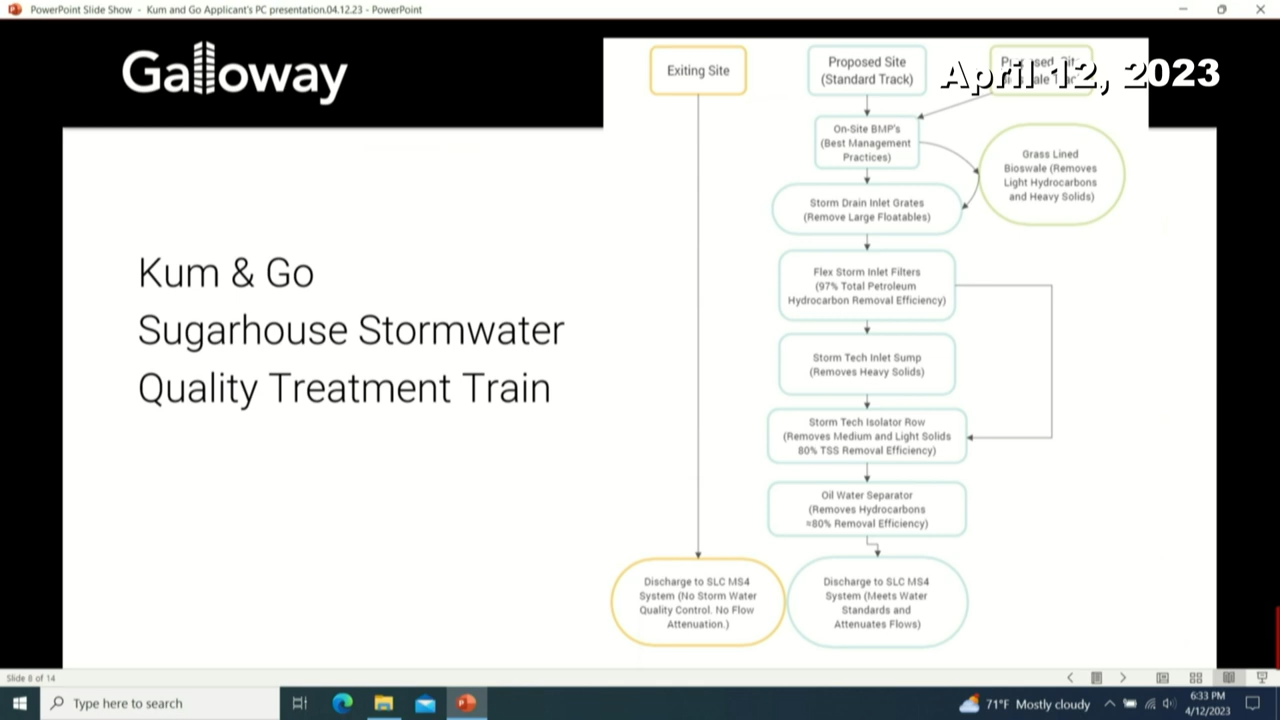 PowerPoint Slide Show - Kum and Go Applicant's PC presentation.04.12.23 - PowerPoint
Galloway
April 12, 2023
Kum & Go
Sugarhouse Stormwater
Quality Treatment Train
Exiting Site
Discharge to SLC MS4
System (No Storm Water
Quality Control. No Flow
Attenuation.)
Proposed Site
(Standard Track)
On-Site BMP's
(Best Management
Practices)
Grass Lined
Bioswale (Removes
Light Hydrocarbons
and Heavy Solids)
Storm Drain Inlet Grates
(Remove Large Floatables)
Flex Storm Inlet Filters
(97% Total Petroleum
Hydrocarbon Removal Efficiency)
Storm Tech Inlet Sump
(Removes Heavy Solids)
Storm Tech Isolator Row
(Removes Medium and Light Solids
80% TSS Removal Efficiency)
Oil Water Separator
(Removes Hydrocarbons
≈80% Removal Efficiency)
Discharge to SLC MS4
System (Meets Water
Standards and
Attenuates Flows)
Slide 8 of 14
Type here to search
71°F Mostly cloudy
6:33 PM
4/12/2023